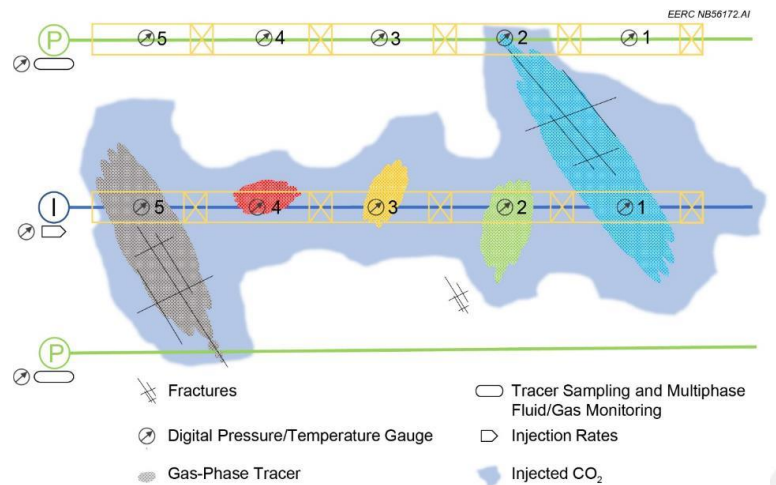 EERC NB56172.AI
P 5 4 3 2 1
I 5 4 3 2 1
P
Fractures
Tracer Sampling and Multiphase
Fluid/Gas Monitoring
Digital Pressure/Temperature Gauge
Injection Rates
Gas-Phase Tracer
Injected CO₂